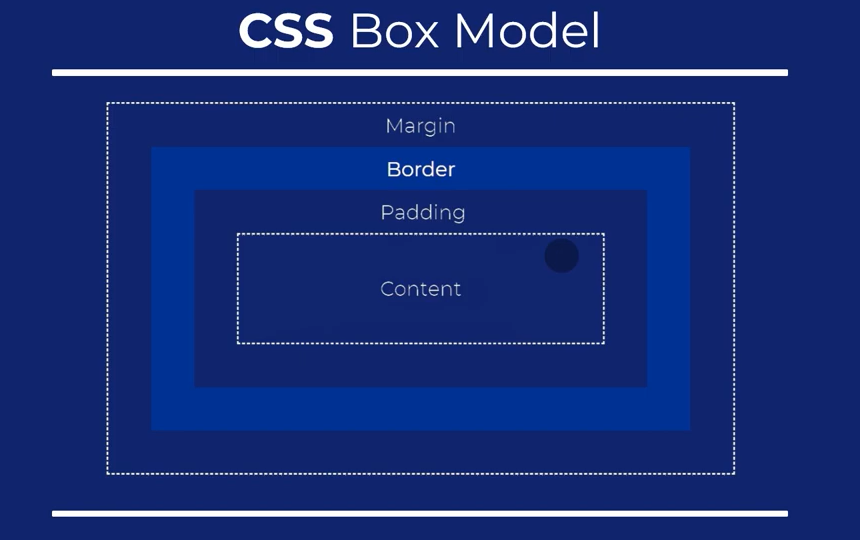 CSS Box Model
Margin
Border
Padding
Content